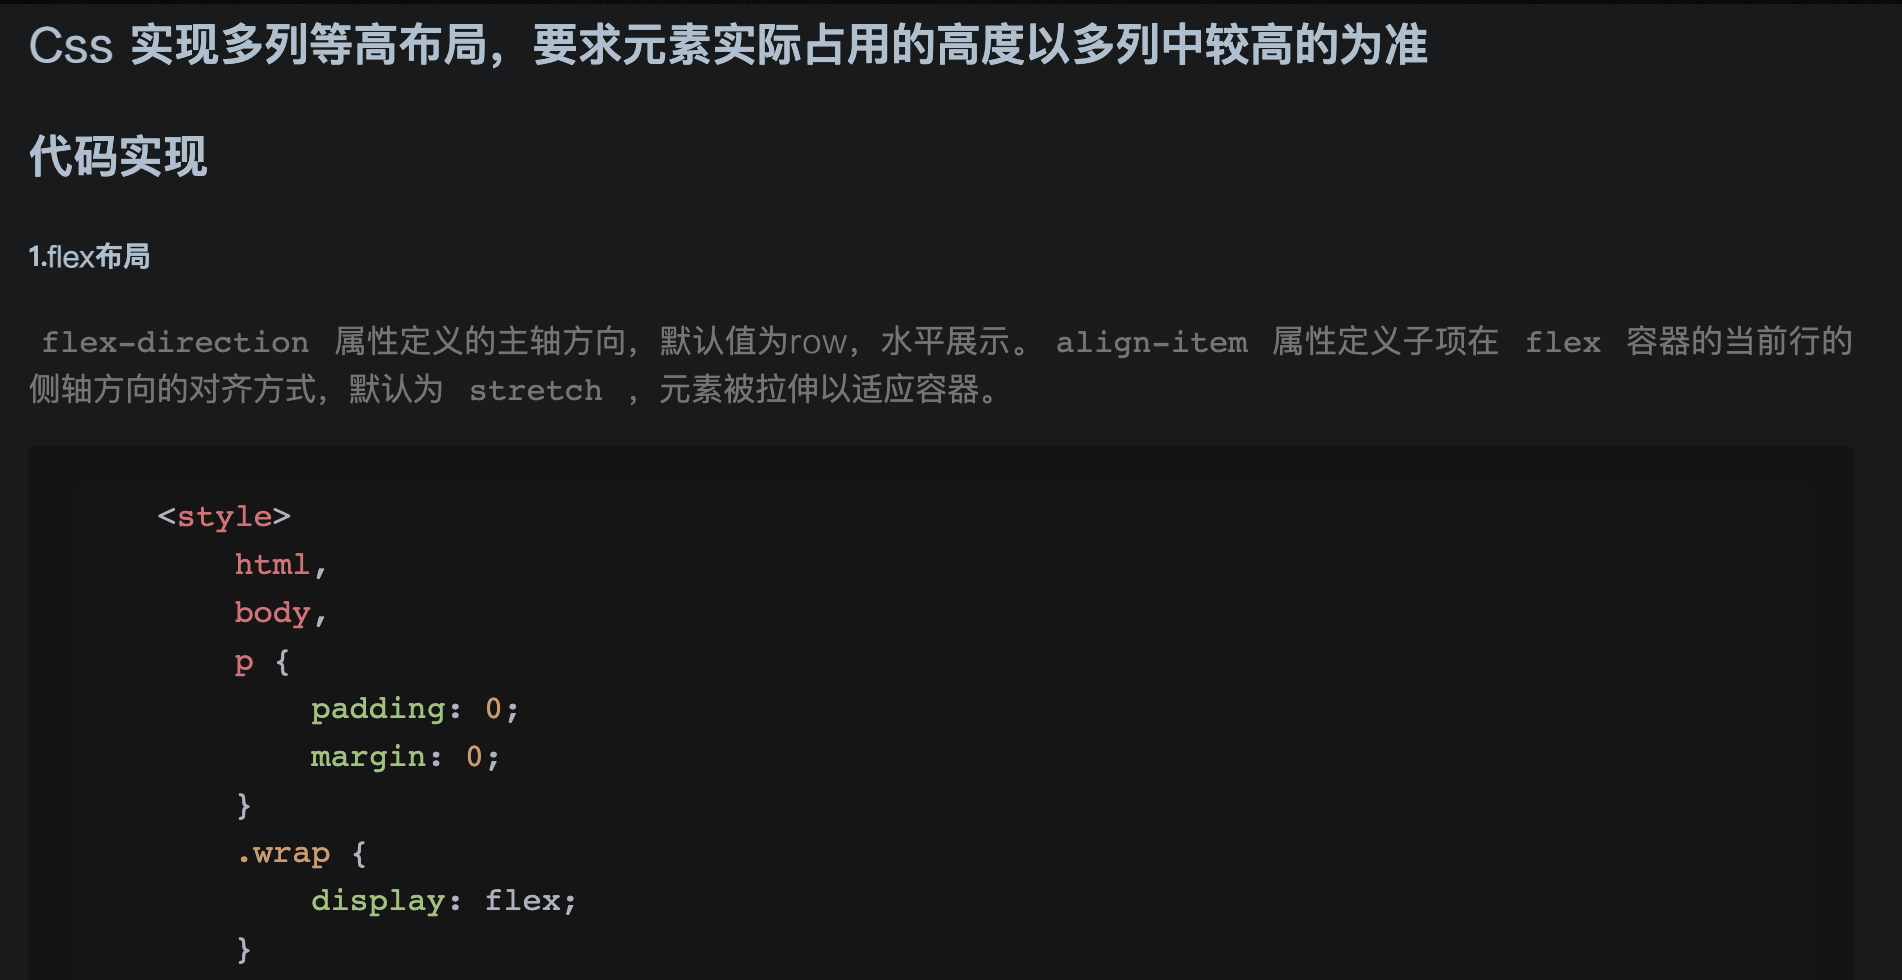 Css 实现多列等高布局，要求元素实际占用的高度以多列中较高的为准
代码实现
1.flex布局
flex-direction 属性定义的主轴方向，默认值为row，水平展示。 align-item 属性定义子项在 flex 容器的当前行的
侧轴方向的对齐方式，默认为 stretch ，元素被拉伸以适应容器。
<style>
html,
body,
p {
padding: 0;
margin: 0;
}
.wrap {
display: flex;
}